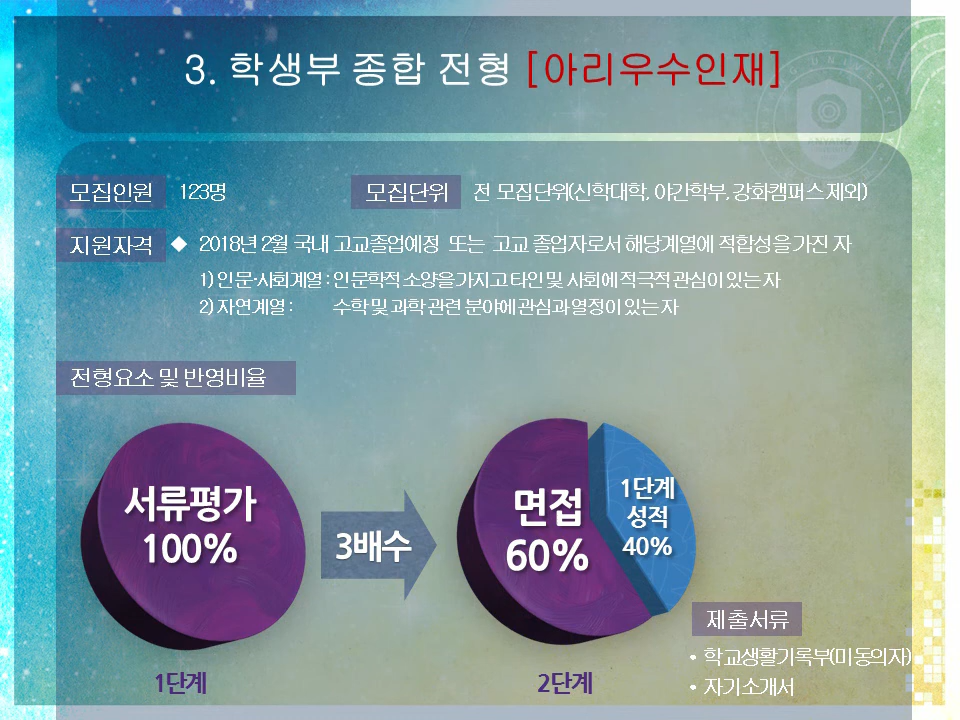 3. 학생부 종합 전형 [아리우수인재]
모집인원 123명 모집단위 전 모집단위(신학대학, 야간학부, 강화캠퍼스 제외)
지원자격 ◆ 2018년 2월 국내 고교졸업예정 또는 고교 졸업자로서 해당계열에 적합성을 가진 자
1) 인문·사회계열 : 인문학적 소양을 가지고 타인 및 사회에 적극적 관심이 있는 자
2) 자연계열 : 수학 및 과학 관련 분야에 관심과 열정이 있는 자
전형요소 및 반영비율
서류평가
100%
3배수
면접
60%
1단계
성적
40%
1단계
2단계
제출서류
• 학교생활기록부(미동의자)
• 자기소개서